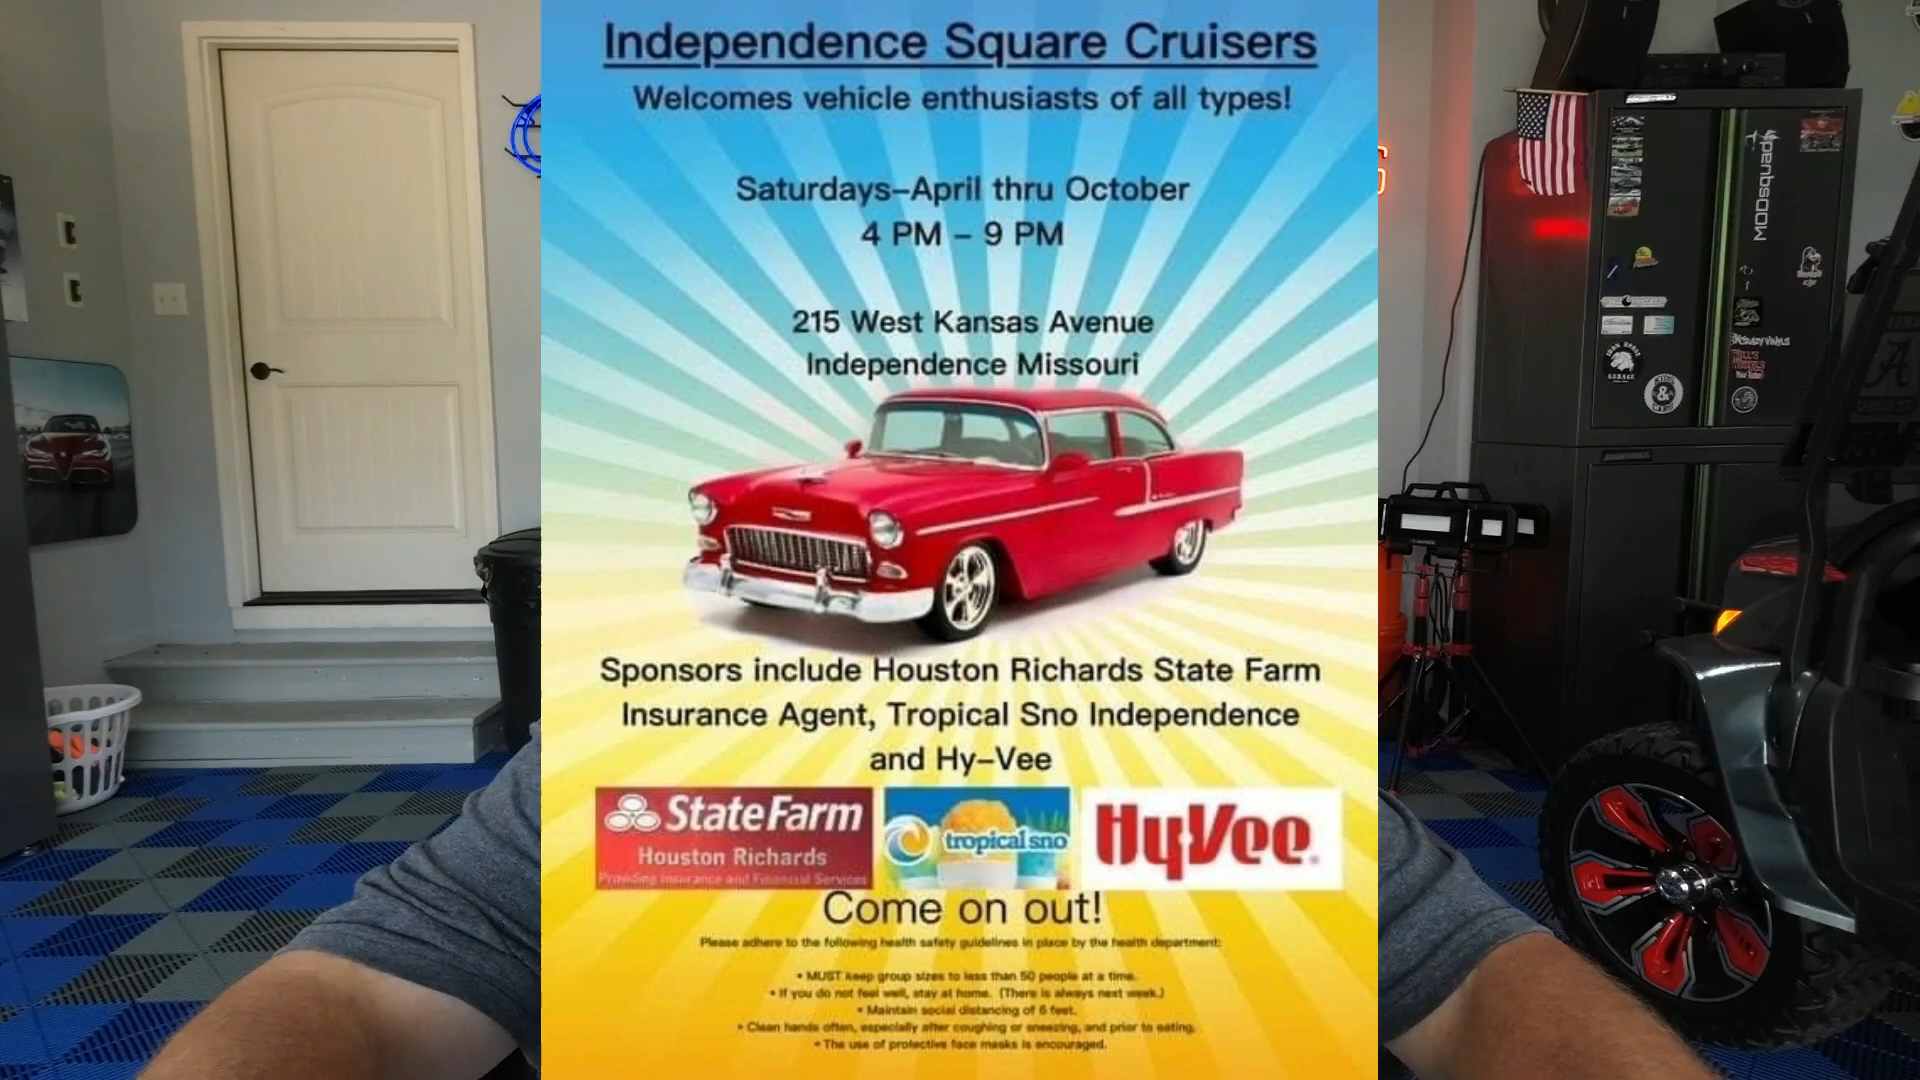 Independence Square Cruisers
Welcomes vehicle enthusiasts of all types!
Saturdays–April thru October
4 PM – 9 PM
215 West Kansas Avenue
Independence Missouri
Sponsors include Houston Richards State Farm
Insurance Agent, Tropical Sno Independence
and Hy–Vee
StateFarm
Houston Richards
Providing Insurance and Financial Services
tropical sno
HyVee
Come on out!
Please adhere to the following health safety guidelines in place by the health department:
• MUST keep group sizes to less than 50 people at a time.
• If you do not feel well, stay at home. (There is always next week.)
• Maintain social distancing of 6 feet.
• Clean hands often, especially after coughing or sneezing, and prior to eating.
• The use of protective face masks is encouraged.
MODsquad
IRON HORSE
GARAGE
&
A